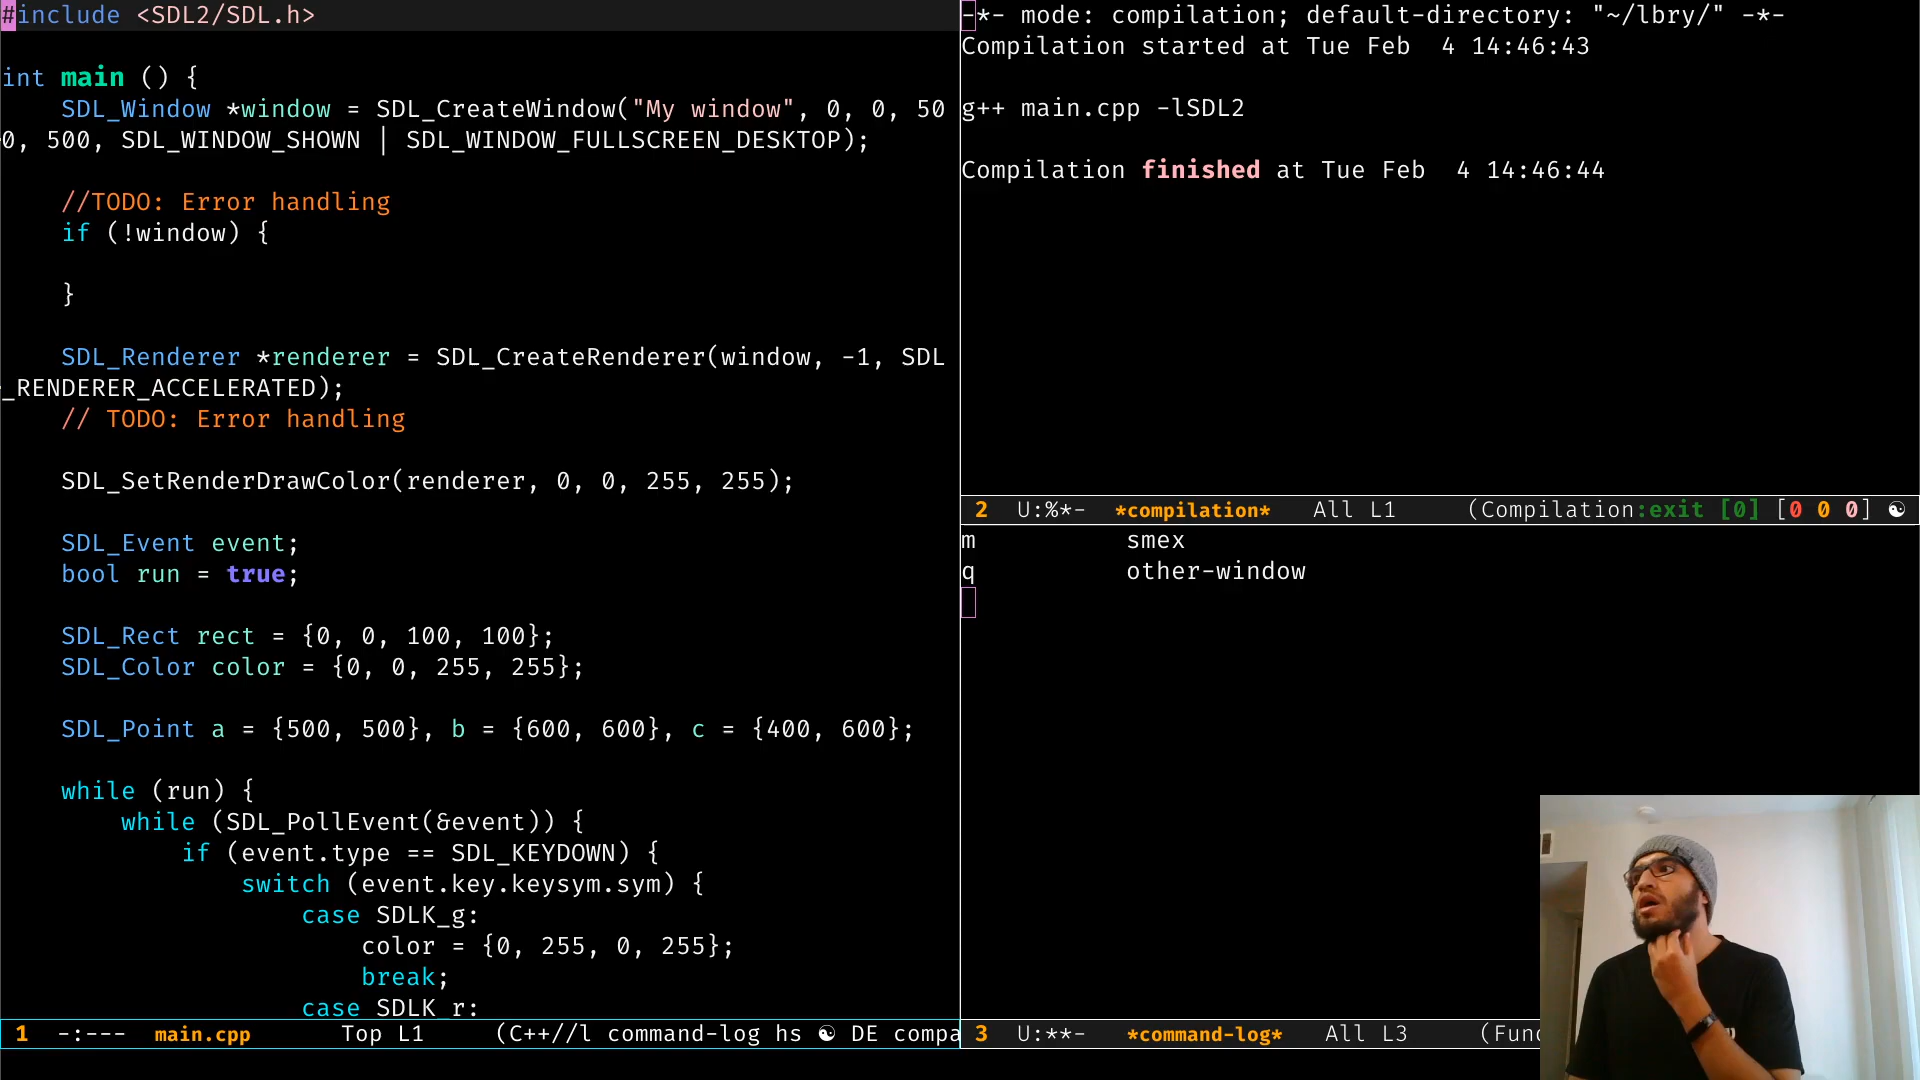 #include <SDL2/SDL.h>
int main () {
SDL_Window *window = SDL_CreateWindow("My window", 0, 0, 50
0, 500, SDL_WINDOW_SHOWN | SDL_WINDOW_FULLSCREEN_DESKTOP);
//TODO: Error handling
if (!window) {
}
SDL_Renderer *renderer = SDL_CreateRenderer(window, -1, SDL
_RENDERER_ACCELERATED);
// TODO: Error handling
SDL_SetRenderDrawColor(renderer, 0, 0, 255, 255);
SDL_Event event;
bool run = true;
SDL_Rect rect = {0, 0, 100, 100};
SDL_Color color = {0, 0, 255, 255};
SDL_Point a = {500, 500}, b = {600, 600}, c = {400, 600};
while (run) {
while (SDL_PollEvent(&event)) {
if (event.type == SDL_KEYDOWN) {
switch (event.key.keysym.sym) {
case SDLK_g:
color = {0, 255, 0, 255};
break;
case SDLK_r:
1 -:--- main.cpp Top L1 (C++//l command-log hs ☯ DE compa
-*- mode: compilation; default-directory: "~/lbry/" -*-
Compilation started at Tue Feb  4 14:46:43
g++ main.cpp -lSDL2
Compilation finished at Tue Feb  4 14:46:44
2 U:%*- *compilation* All L1 (Compilation:exit [0] [0 0 0] ☯
m smex
q other-window
3 U:**- *command-log* All L3 (Func